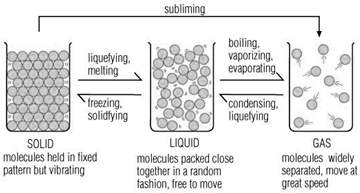 subliming
liquefying,
melting
freezing,
solidifying
boiling,
vaporizing,
evaporating
condensing,
liquefying
SOLID
molecules held in fixed
pattern but vibrating
LIQUID
molecules packed close
together in a random
fashion, free to move
GAS
molecules widely
separated, move at
great speed